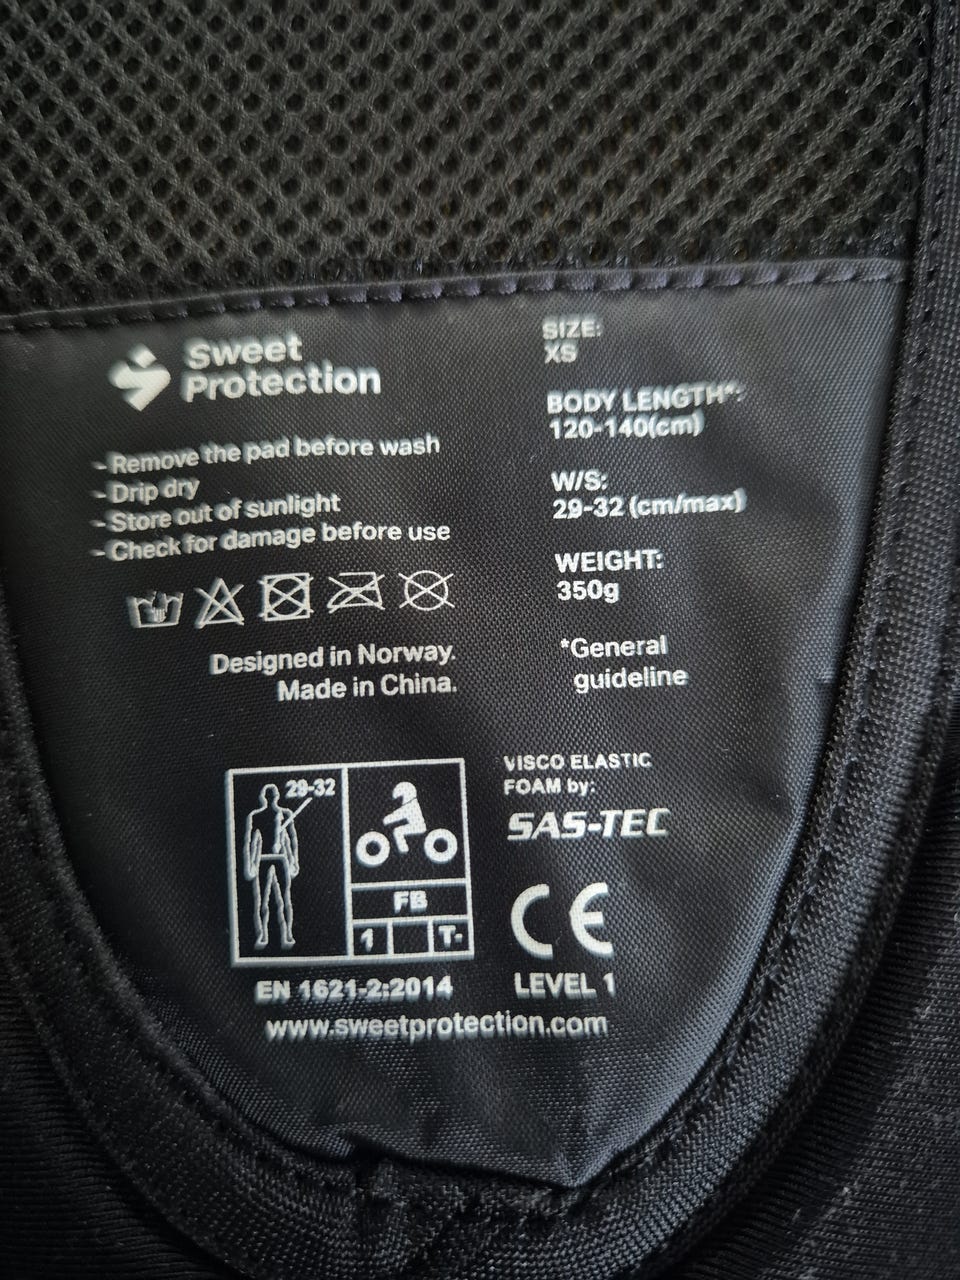 Sweet
Protection
- Remove the pad before wash
- Drip dry
- Store out of sunlight
- Check for damage before use
Designed in Norway.
Made in China.
SIZE:
XS
BODY LENGTH*:
120-140(cm)
W/S:
29-32 (cm/max)
WEIGHT:
350g
*General
guideline
29-32
FB
1
T-
EN 1621-2:2014
VISCO ELASTIC
FOAM by:
SAS-TEC
CE
LEVEL 1
www.sweetprotection.com